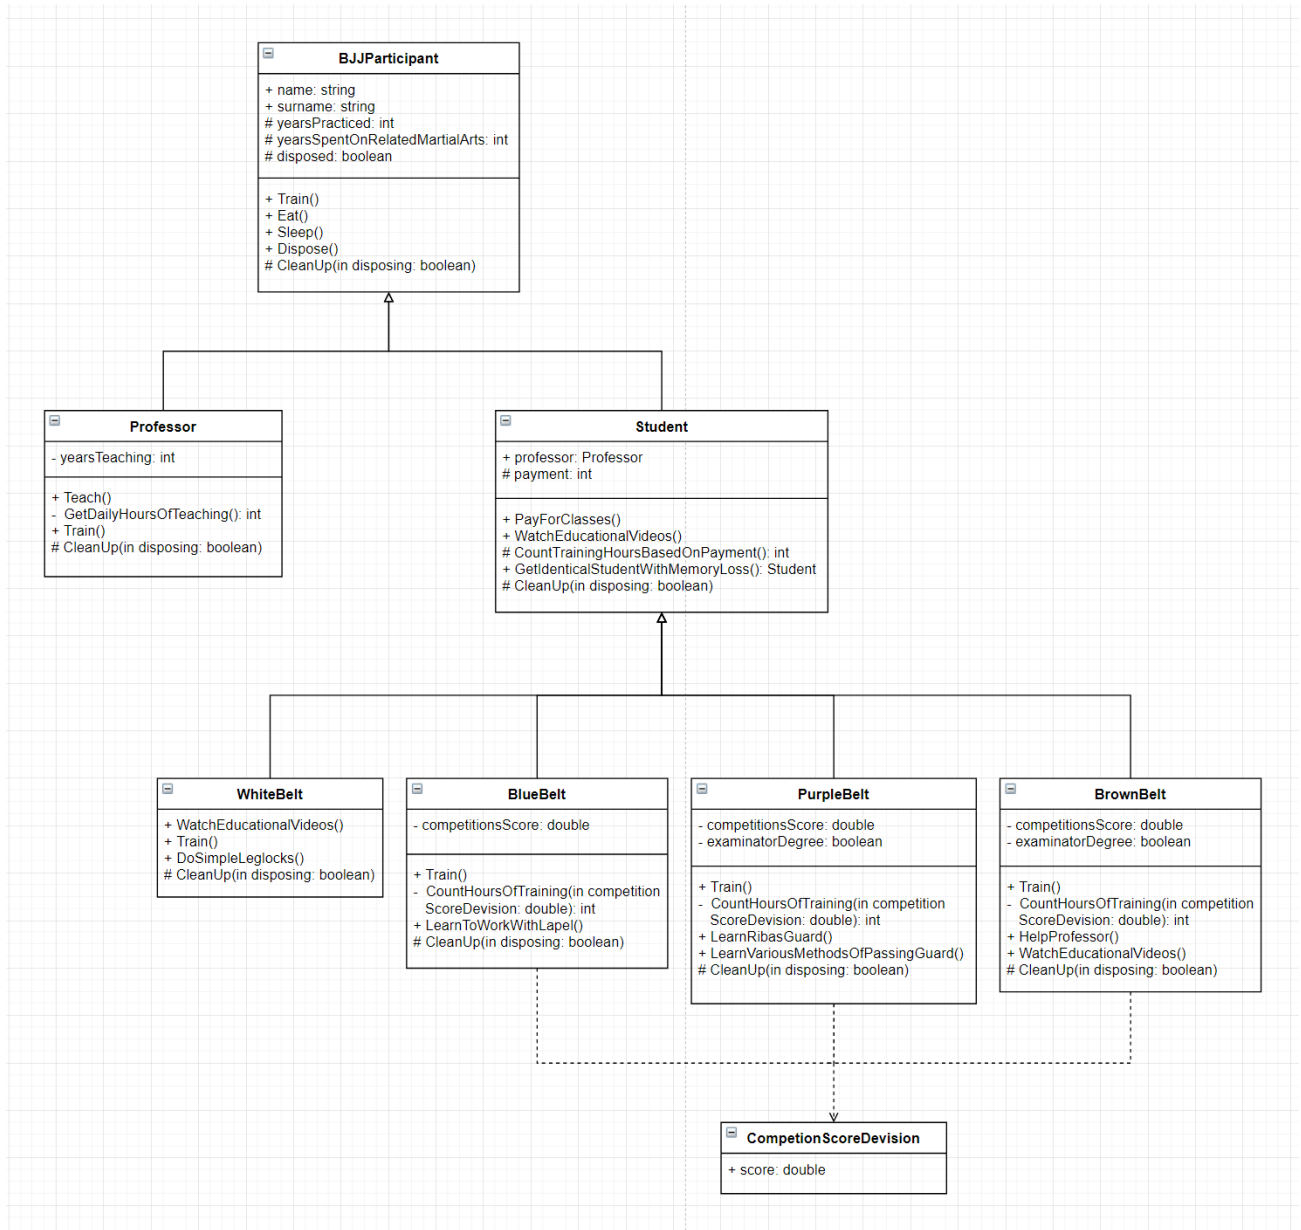 BJJParticipant
+ name: string
+ surname: string
# yearsPracticed: int
# yearsSpentOnRelatedMartialArts: int
# disposed: boolean
+ Train()
+ Eat()
+ Sleep()
+ Dispose()
# CleanUp(in disposing: boolean)
Professor
- yearsTeaching: int
+ Teach()
- GetDailyHoursOfTeaching(): int
+ Train()
# CleanUp(in disposing: boolean)
Student
+ professor: Professor
# payment: int
+ PayForClasses()
+ WatchEducationalVideos()
# CountTrainingHoursBasedOnPayment(): int
+ GetIdenticalStudentWithMemoryLoss(): Student
# CleanUp(in disposing: boolean)
WhiteBelt
+ WatchEducationalVideos()
+ Train()
+ DoSimpleLeglocks()
# CleanUp(in disposing: boolean)
BlueBelt
- competitionsScore: double
+ Train()
- CountHoursOfTraining(in competition
ScoreDevision: double): int
+ LearnToWorkWithLapel()
# CleanUp(in disposing: boolean)
PurpleBelt
- competitionsScore: double
- examinatorDegree: boolean
+ Train()
- CountHoursOfTraining(in competition
ScoreDevision: double): int
+ LearnRibasGuard()
+ LearnVariousMethodsOfPassingGuard()
# CleanUp(in disposing: boolean)
BrownBelt
- competitionsScore: double
- examinatorDegree: boolean
+ Train()
- CountHoursOfTraining(in competition
ScoreDevision: double): int
+ HelpProfessor()
+ WatchEducationalVideos()
# CleanUp(in disposing: boolean)
CompetionScoreDevision
+ score: double